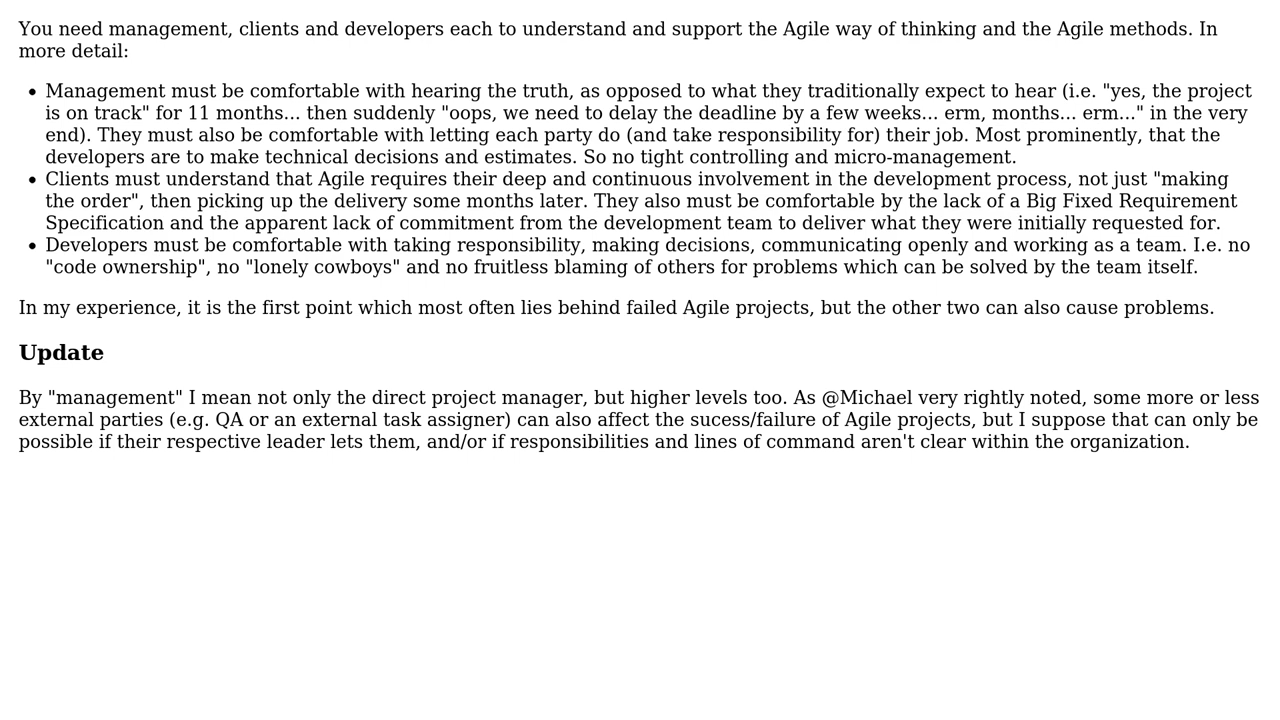 You need management, clients and developers each to understand and support the Agile way of thinking and the Agile methods. In
more detail:
• Management must be comfortable with hearing the truth, as opposed to what they traditionally expect to hear (i.e. "yes, the project
is on track" for 11 months... then suddenly "oops, we need to delay the deadline by a few weeks... erm, months... erm..." in the very
end). They must also be comfortable with letting each party do (and take responsibility for) their job. Most prominently, that the
developers are to make technical decisions and estimates. So no tight controlling and micro-management.
• Clients must understand that Agile requires their deep and continuous involvement in the development process, not just "making
the order", then picking up the delivery some months later. They also must be comfortable by the lack of a Big Fixed Requirement
Specification and the apparent lack of commitment from the development team to deliver what they were initially requested for.
• Developers must be comfortable with taking responsibility, making decisions, communicating openly and working as a team. I.e. no
"code ownership", no "lonely cowboys" and no fruitless blaming of others for problems which can be solved by the team itself.
In my experience, it is the first point which most often lies behind failed Agile projects, but the other two can also cause problems.
Update
By "management" I mean not only the direct project manager, but higher levels too. As @Michael very rightly noted, some more or less
external parties (e.g. QA or an external task assigner) can also affect the sucess/failure of Agile projects, but I suppose that can only be
possible if their respective leader lets them, and/or if responsibilities and lines of command aren't clear within the organization.